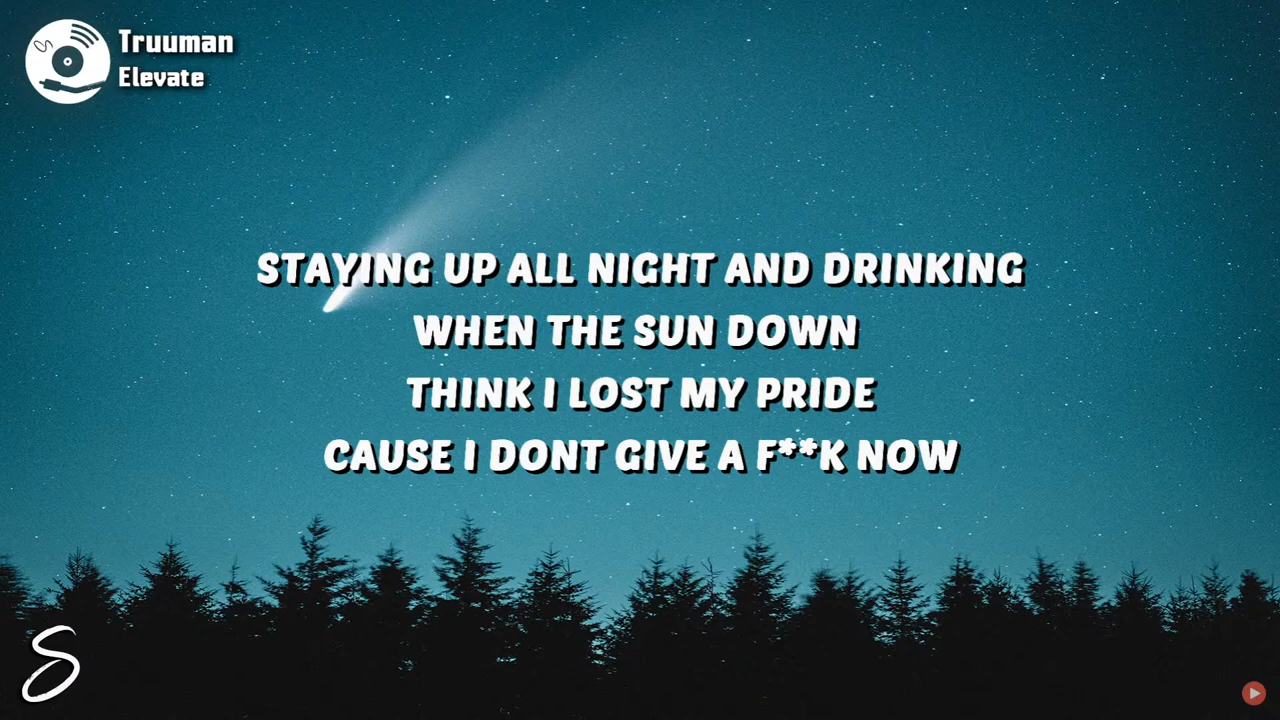 Truuman
Elevate
STAYING UP ALL NIGHT AND DRINKING
WHEN THE SUN DOWN
THINK I LOST MY PRIDE
CAUSE I DONT GIVE A F**K NOW
S